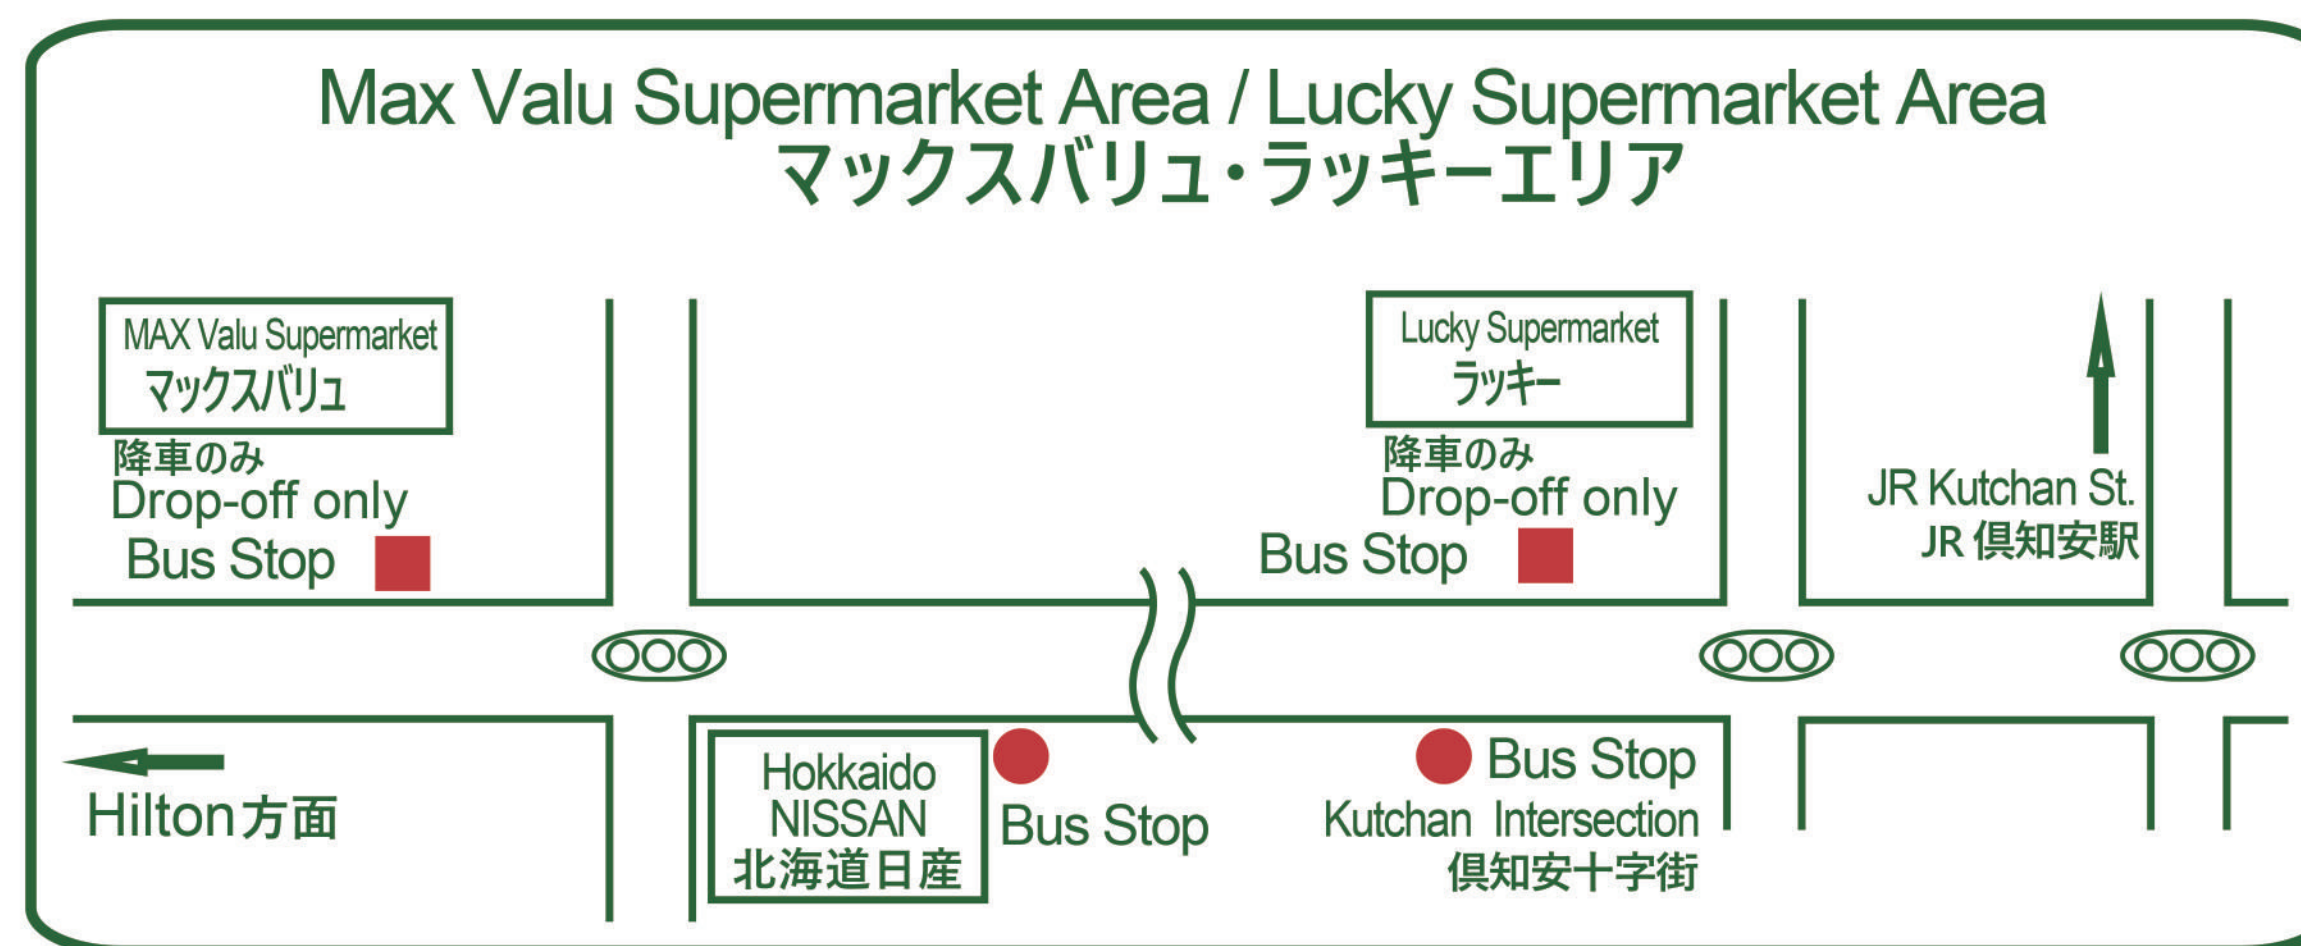 Max Valu Supermarket Area / Lucky Supermarket Area
マックスバリュ・ラッキーエリア
MAX Valu Supermarket
マックスバリュ
降車のみ
Drop-off only
Bus Stop
Lucky Supermarket
ラッキー
降車のみ
Drop-off only
Bus Stop
JR Kutchan St.
JR 倶知安駅
Hilton方面
Hokkaido
NISSAN
北海道日産
Bus Stop
Bus Stop
Kutchan Intersection
倶知安十字街